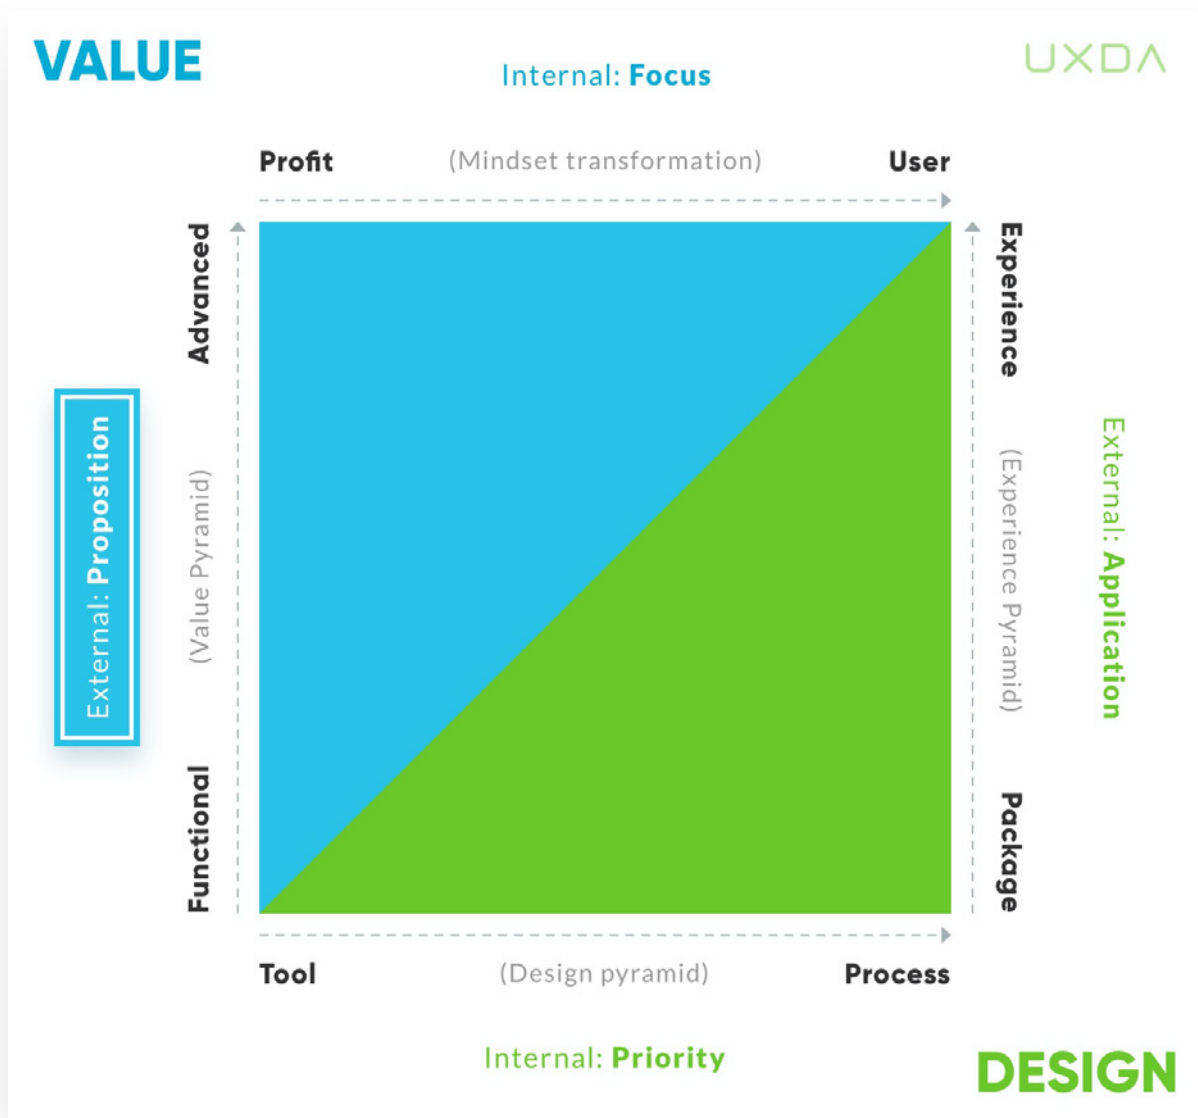 VALUE
UXDA
Internal: Focus
Profit
(Mindset transformation)
User
Advanced
(Value Pyramid)
Functional
External: Proposition
Experience
(Experience Pyramid)
Package
External: Application
Tool
(Design pyramid)
Process
Internal: Priority
DESIGN